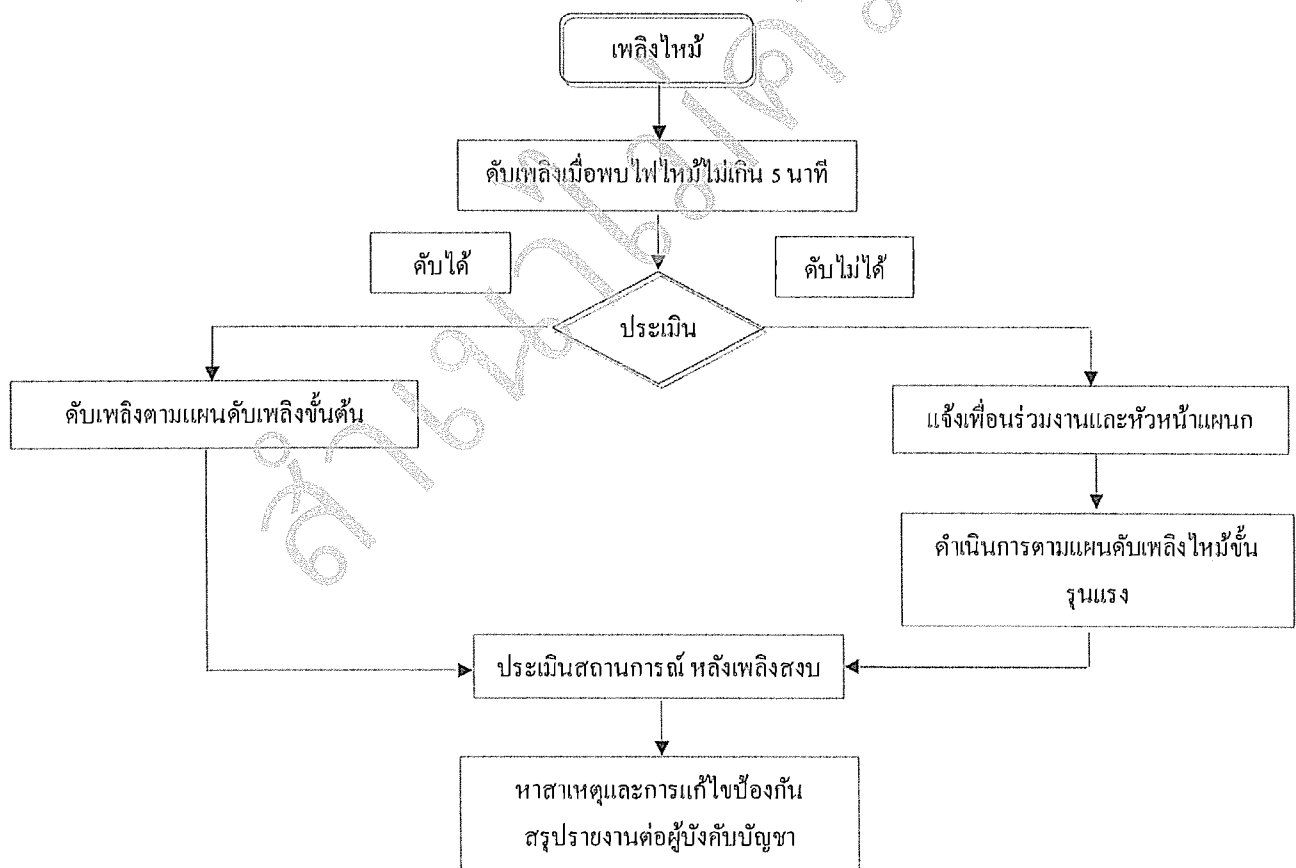 เพลิงไหม้
ดับเพลิงเมื่อพบไฟไหม้ไม่เกิน 5 นาที
ดับได้
ดับไม่ได้
ประเมิน
ดับเพลิงตามแผนดับเพลิงขั้นต้น
แจ้งเพื่อนร่วมงานและหัวหน้าแผนก
ดำเนินการตามแผนดับเพลิงไหม้ขั้น
รุนแรง
ประเมินสถานการณ์ หลังเพลิงสงบ
หาสาเหตุและการแก้ไขป้องกัน
สรุปรายงานต่อผู้บังคับบัญชา